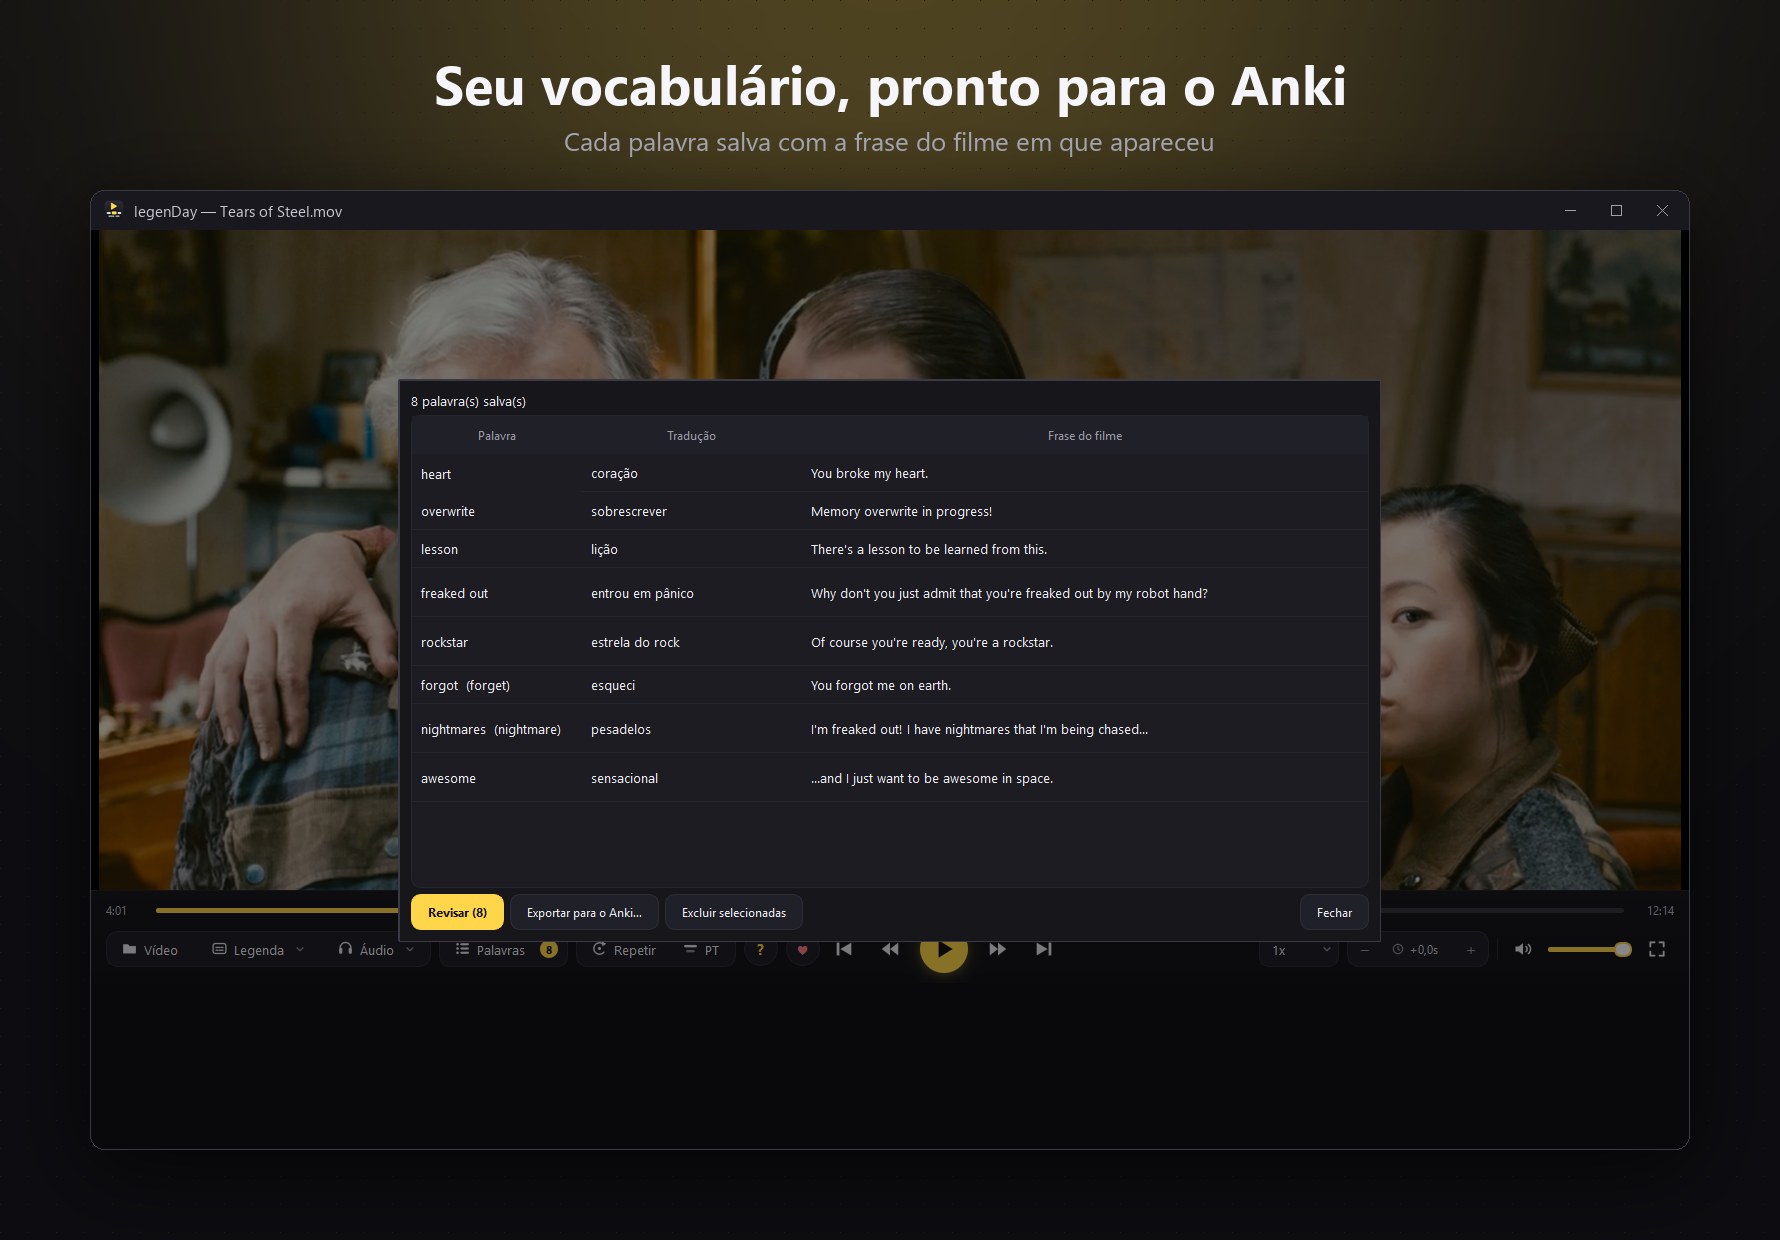 Seu vocabulário, pronto para o Anki
Cada palavra salva com a frase do filme em que apareceu
legenDay — Tears of Steel.mov
8 palavra(s) salva(s)
Palavra Tradução Frase do filme
heart coração You broke my heart.
overwrite sobrescrever Memory overwrite in progress!
lesson lição There's a lesson to be learned from this.
freaked out entrou em pânico Why don't you just admit that you're freaked out by my robot hand?
rockstar estrela do rock Of course you're ready, you're a rockstar.
forgot (forget) esqueci You forgot me on earth.
nightmares (nightmare) pesadelos I'm freaked out! I have nightmares that I'm being chased...
awesome sensacional ...and I just want to be awesome in space.
Revisar (8) Exportar para o Anki... Excluir selecionadas Fechar
4:01 12:14
Vídeo Legenda Áudio Palavras 8 Repetir PT ? 1x − +0,0s +